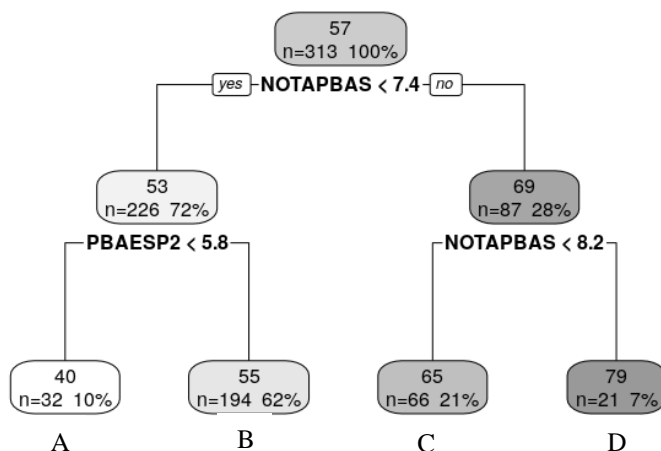 57
n=313 100%
yes NOTAPBAS < 7.4 no
53
n=226 72%
69
n=87 28%
PBAESP2 < 5.8
NOTAPBAS < 8.2
40
n=32 10%
55
n=194 62%
65
n=66 21%
79
n=21 7%
A B C D